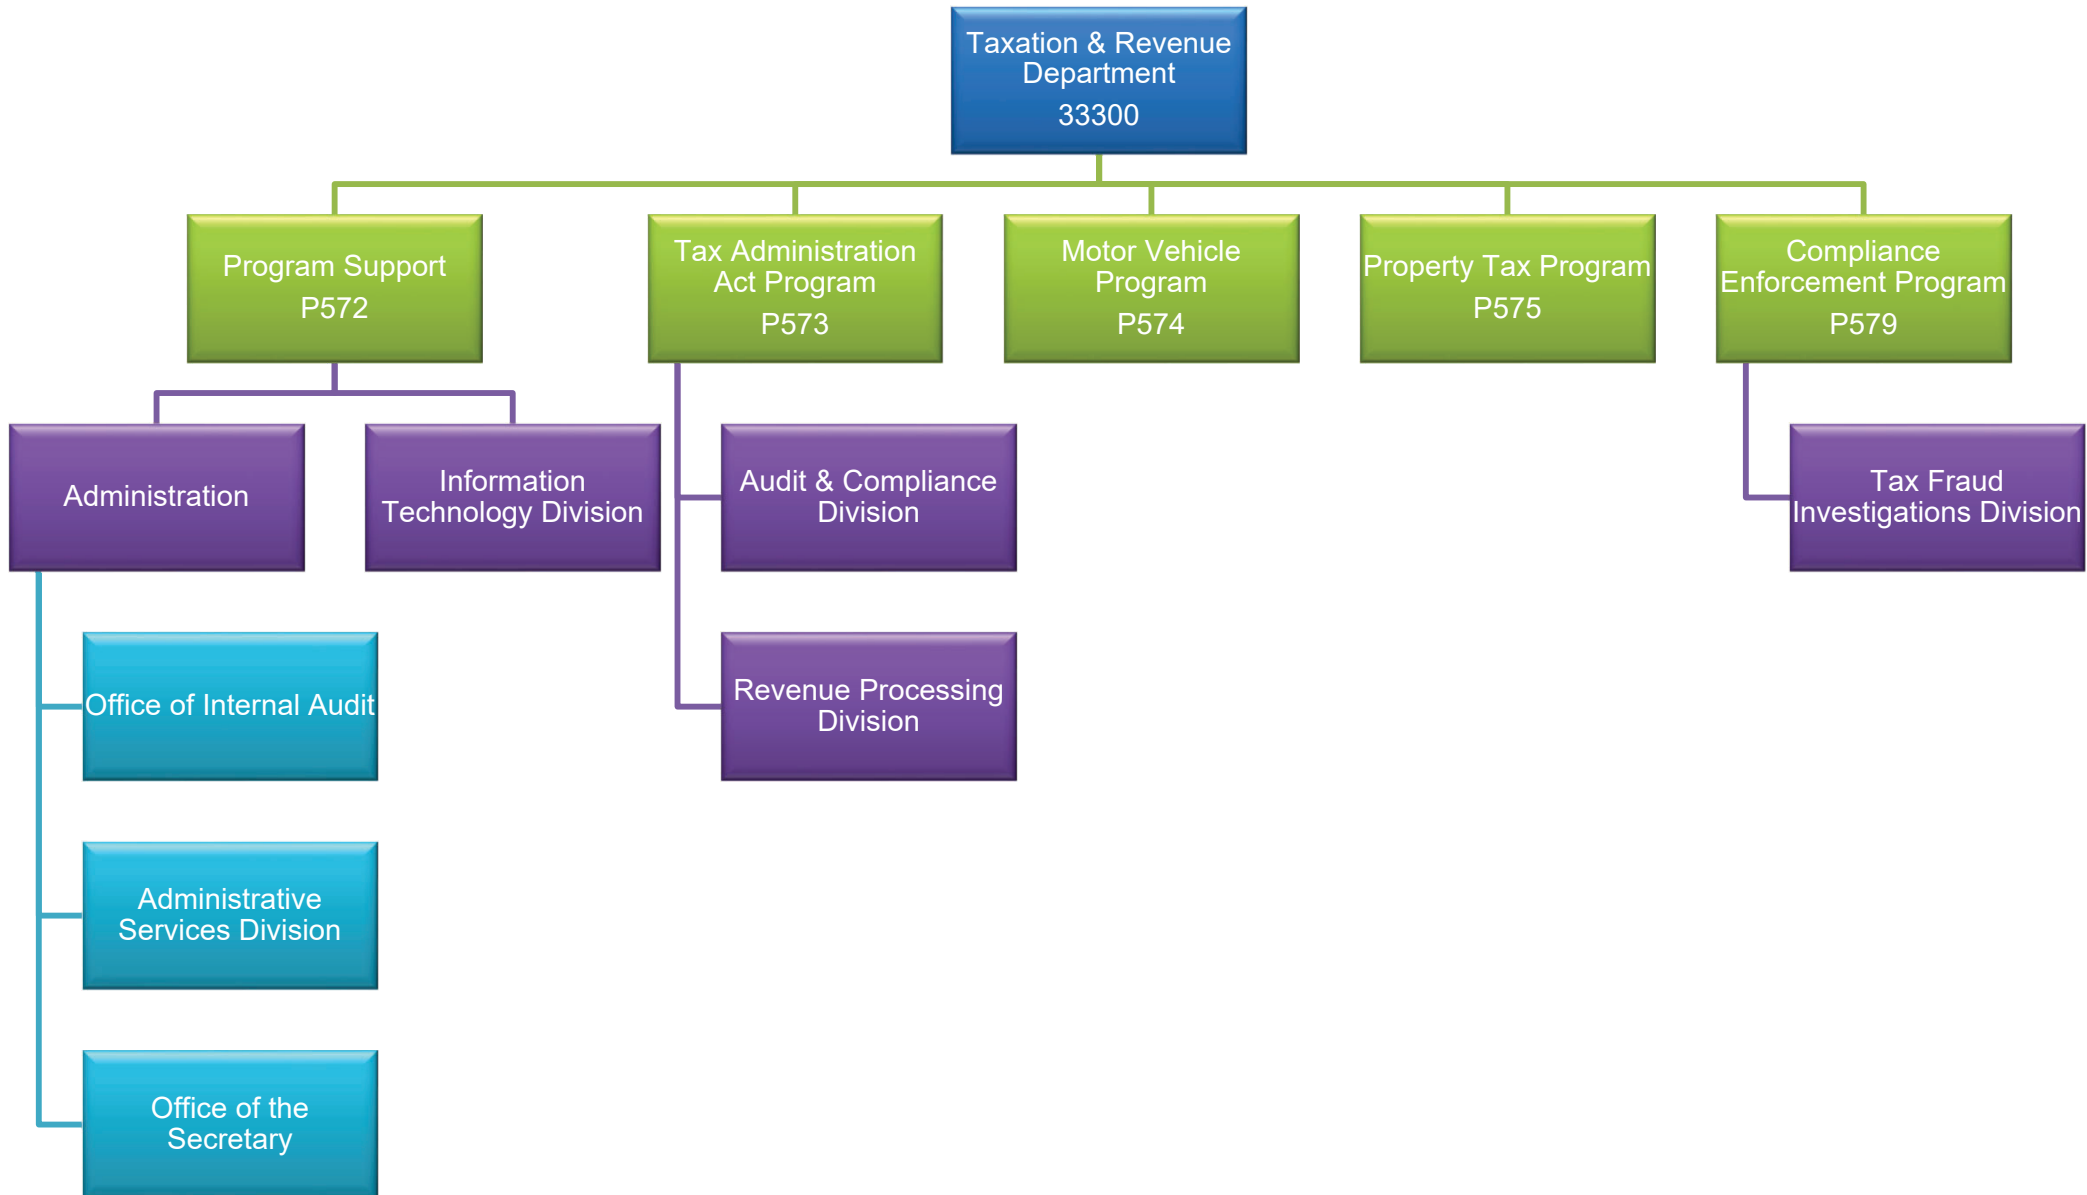 Taxation & Revenue
Department
33300
Program Support
P572
Tax Administration
Act Program
P573
Motor Vehicle
Program
P574
Property Tax Program
P575
Compliance
Enforcement Program
P579
Administration
Information
Technology Division
Audit & Compliance
Division
Tax Fraud
Investigations Division
Office of Internal Audit
Revenue Processing
Division
Administrative
Services Division
Office of the
Secretary